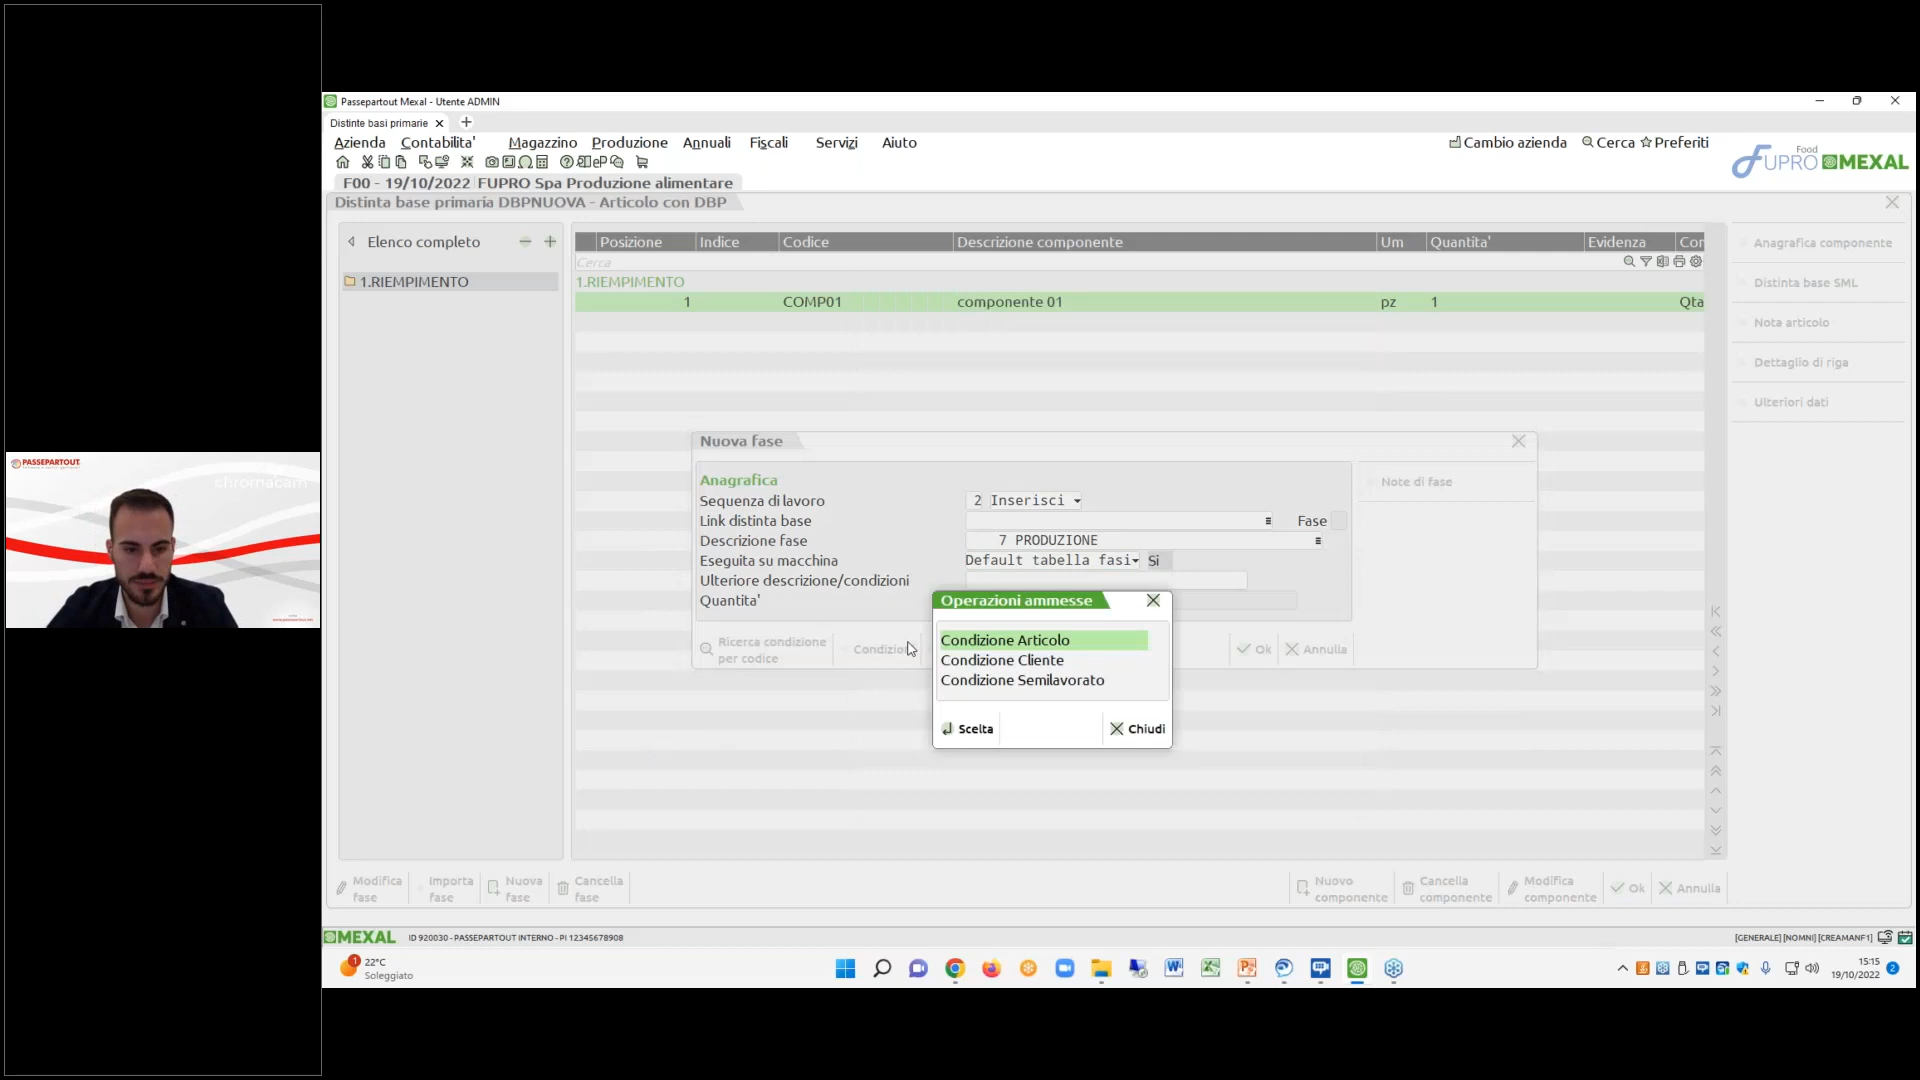 PASSEPARTOUT
chromacam
Passepartout Mexal - Utente ADMIN
Distinte basi primarie
Azienda Contabilita' Magazzino Produzione Annuali Fiscali Servizi Aiuto
Cambio azienda Cerca Preferiti
Food
FUPRO MEXAL
F00 - 19/10/2022 FUPRO Spa Produzione alimentare
Distinta base primaria DBPNUOVA - Articolo con DBP
Elenco completo
1.RIEMPIMENTO
Posizione Indice Codice Descrizione componente Um Quantita' Evidenza Con
Cerca
1.RIEMPIMENTO
1 COMP01 componente 01 pz 1 Qta
Anagrafica componente
Distinta base SML
Nota articolo
Dettaglio di riga
Ulteriori dati
Nuova fase
Anagrafica
Sequenza di lavoro 2 Inserisci
Link distinta base Fase
Descrizione fase 7 PRODUZIONE
Eseguita su macchina Default tabella fasi Si
Ulteriore descrizione/condizioni
Quantita'
Note di fase
Ricerca condizione
per codice
Condizion
Ok Annulla
Operazioni ammesse
Condizione Articolo
Condizione Cliente
Condizione Semilavorato
Scelta Chiudi
Modifica
fase
Importa
fase
Nuova
fase
Cancella
fase
Nuovo
componente
Cancella
componente
Modifica
componente
Ok Annulla
MEXAL ID 920030 - PASSEPARTOUT INTERNO - PI 12345678908
[GENERALE] [NOMNI] [CREAMANF1]
1
22°C
Soleggiato
15:15
19/10/2022
2